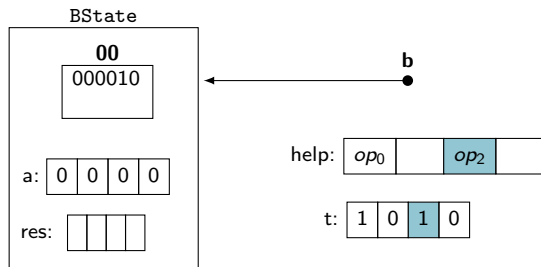 BState
00
000010
b
help: op₀ op₂
a: 0 0 0 0
t: 1 0 1 0
res: